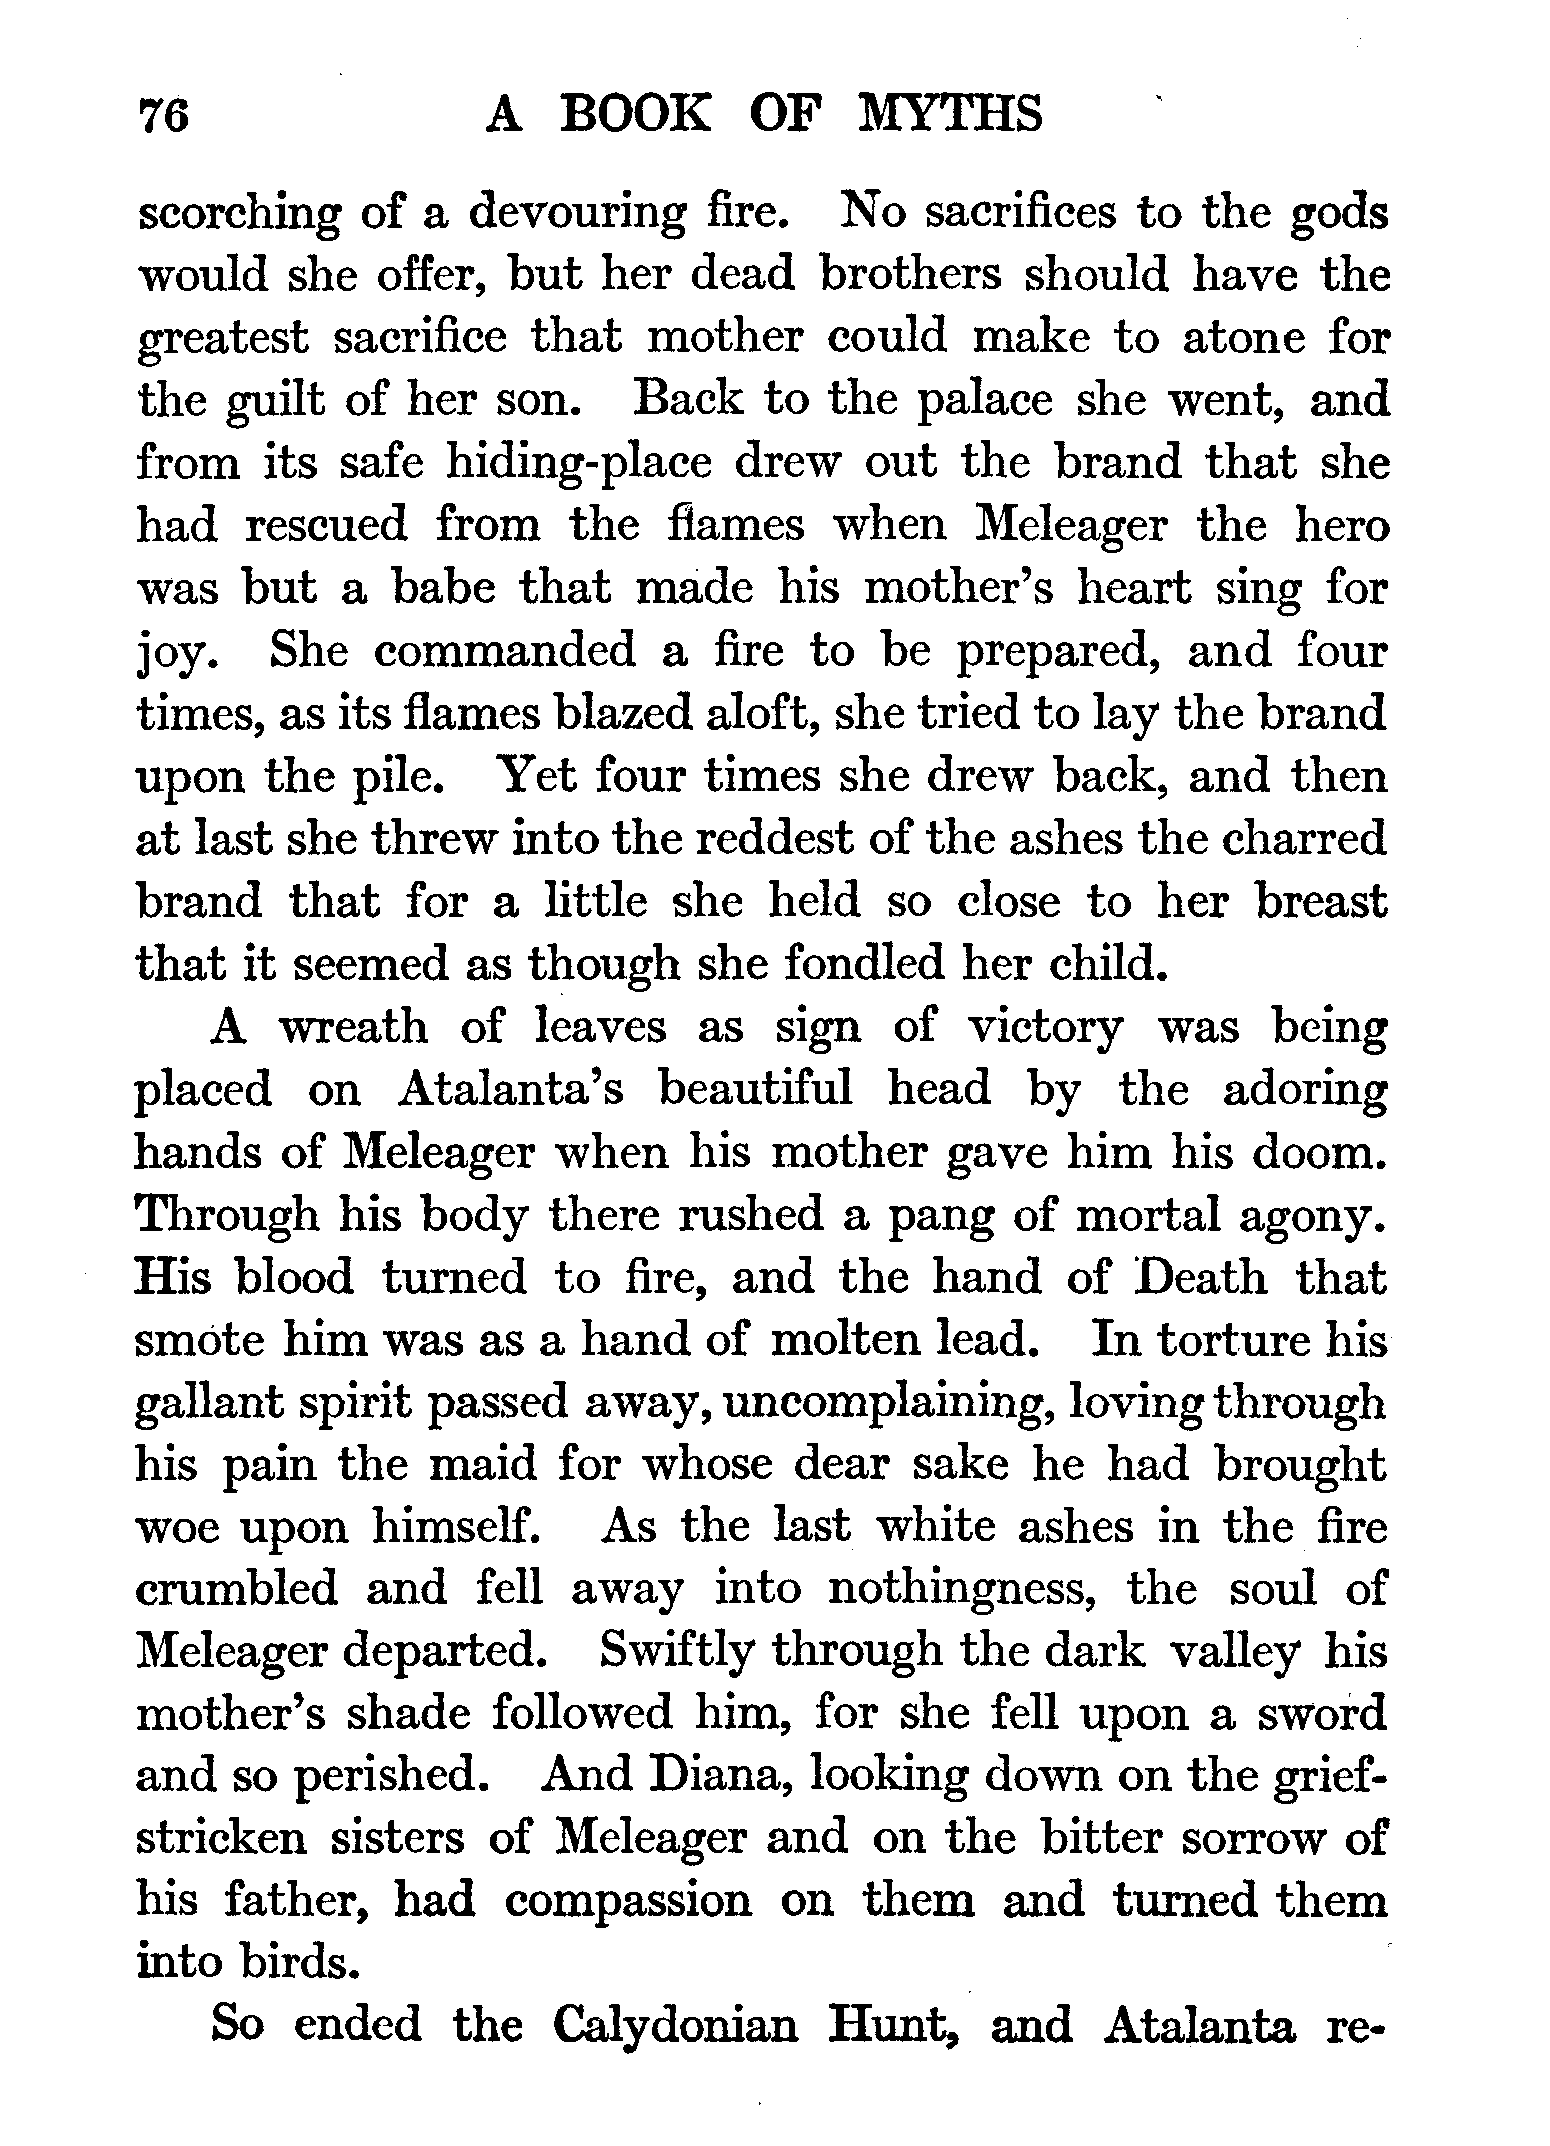 76 A BOOK OF MYTHS
scorching of a devouring fire. No sacrifices to the gods
would she offer, but her dead brothers should have the
greatest sacrifice that mother could make to atone for
the guilt of her son. Back to the palace she went, and
from its safe hiding-place drew out the brand that she
had rescued from the flames when Meleager the hero
was but a babe that made his mother's heart sing for
joy. She commanded a fire to be prepared, and four
times, as its flames blazed aloft, she tried to lay the brand
upon the pile. Yet four times she drew back, and then
at last she threw into the reddest of the ashes the charred
brand that for a little she held so close to her breast
that it seemed as though she fondled her child.
A wreath of leaves as sign of victory was being
placed on Atalanta's beautiful head by the adoring
hands of Meleager when his mother gave him his doom.
Through his body there rushed a pang of mortal agony.
His blood turned to fire, and the hand of Death that
smote him was as a hand of molten lead. In torture his
gallant spirit passed away, uncomplaining, loving through
his pain the maid for whose dear sake he had brought
woe upon himself. As the last white ashes in the fire
crumbled and fell away into nothingness, the soul of
Meleager departed. Swiftly through the dark valley his
mother's shade followed him, for she fell upon a sword
and so perished. And Diana, looking down on the grief-
stricken sisters of Meleager and on the bitter sorrow of
his father, had compassion on them and turned them
into birds.
So ended the Calydonian Hunt, and Atalanta re-